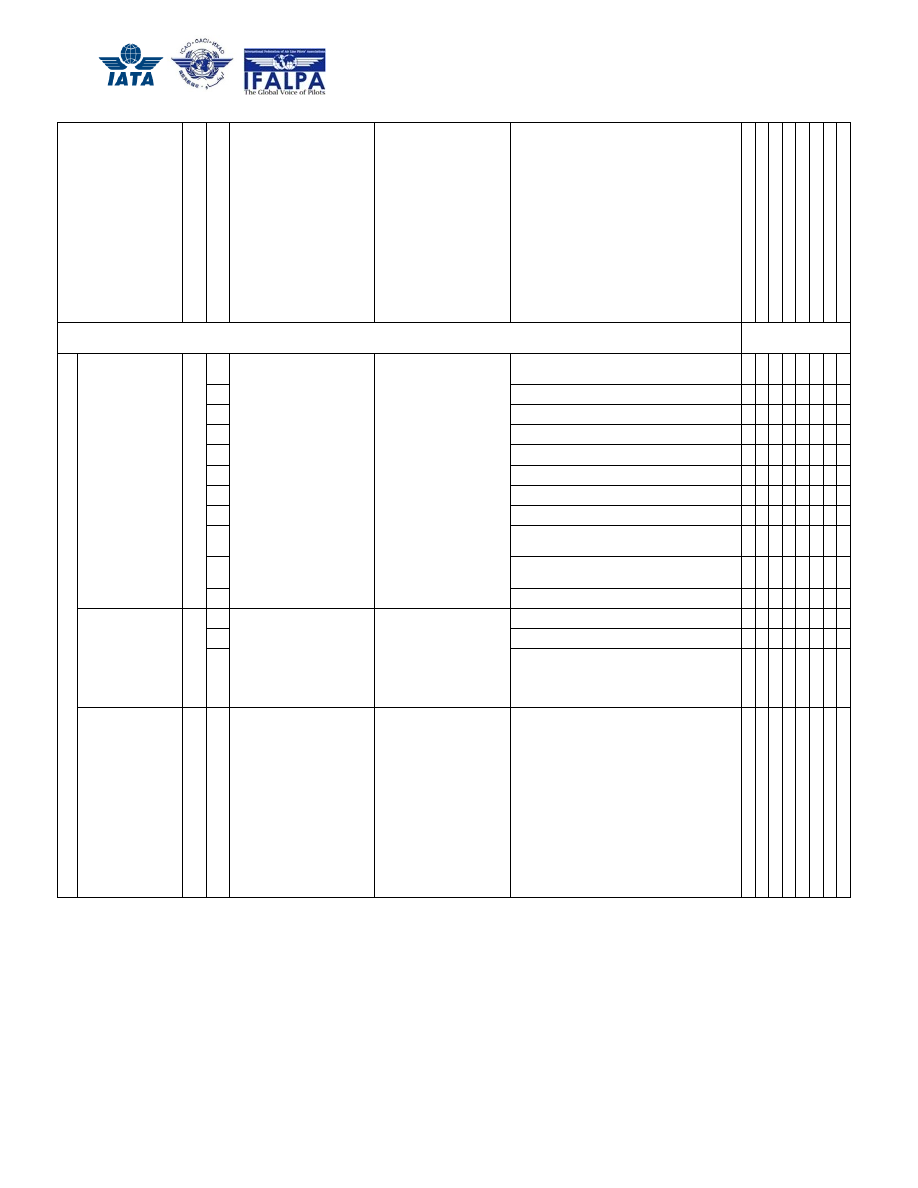 IATA
ICAO · OACI · ИКАО
International Federation of Air Line Pilots' Associations
IFALPA
The Global Voice of Pilots